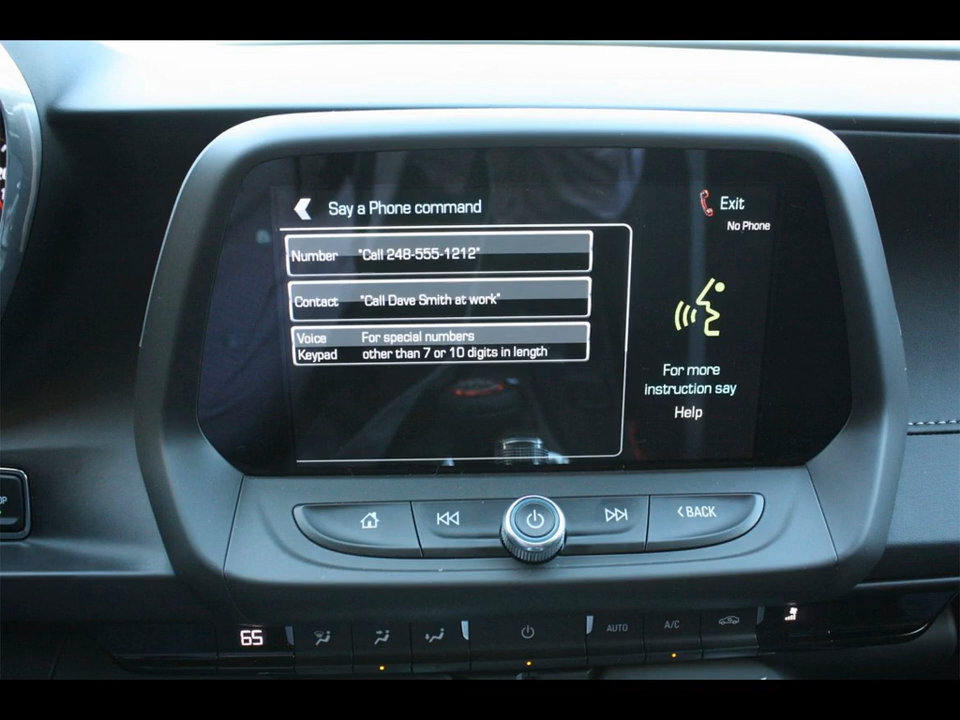 Say a Phone command
Exit
No Phone
Number "Call 248-555-1212"
Contact "Call Dave Smith at work"
Voice For special numbers
Keypad other than 7 or 10 digits in length
For more
instruction say
Help
BACK
65
AUTO
A/C